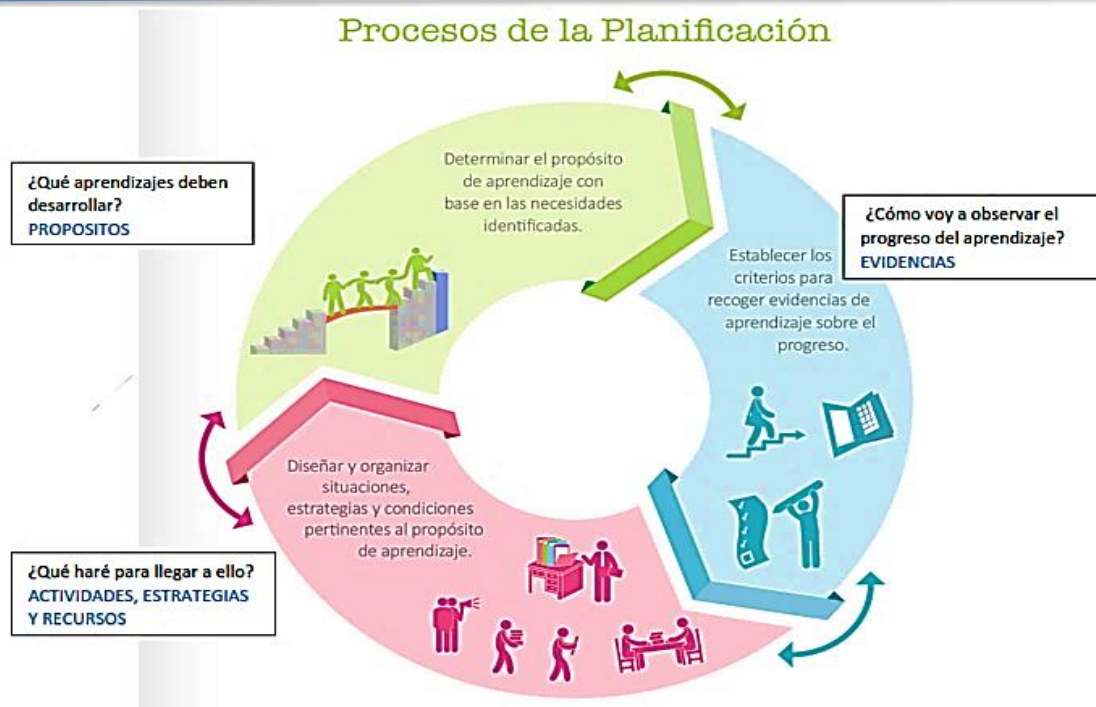 Procesos de la Planificación
¿Qué aprendizajes deben
desarrollar?
PROPOSITOS
Determinar el propósito
de aprendizaje con
base en las necesidades
identificadas.
¿Cómo voy a observar el
progreso del aprendizaje?
EVIDENCIAS
Establecer los
criterios para
recoger evidencias de
aprendizaje sobre el
progreso.
Diseñar y organizar
situaciones,
estrategias y condiciones
pertinentes al propósito
de aprendizaje.
¿Qué haré para llegar a ello?
ACTIVIDADES, ESTRATEGIAS
Y RECURSOS